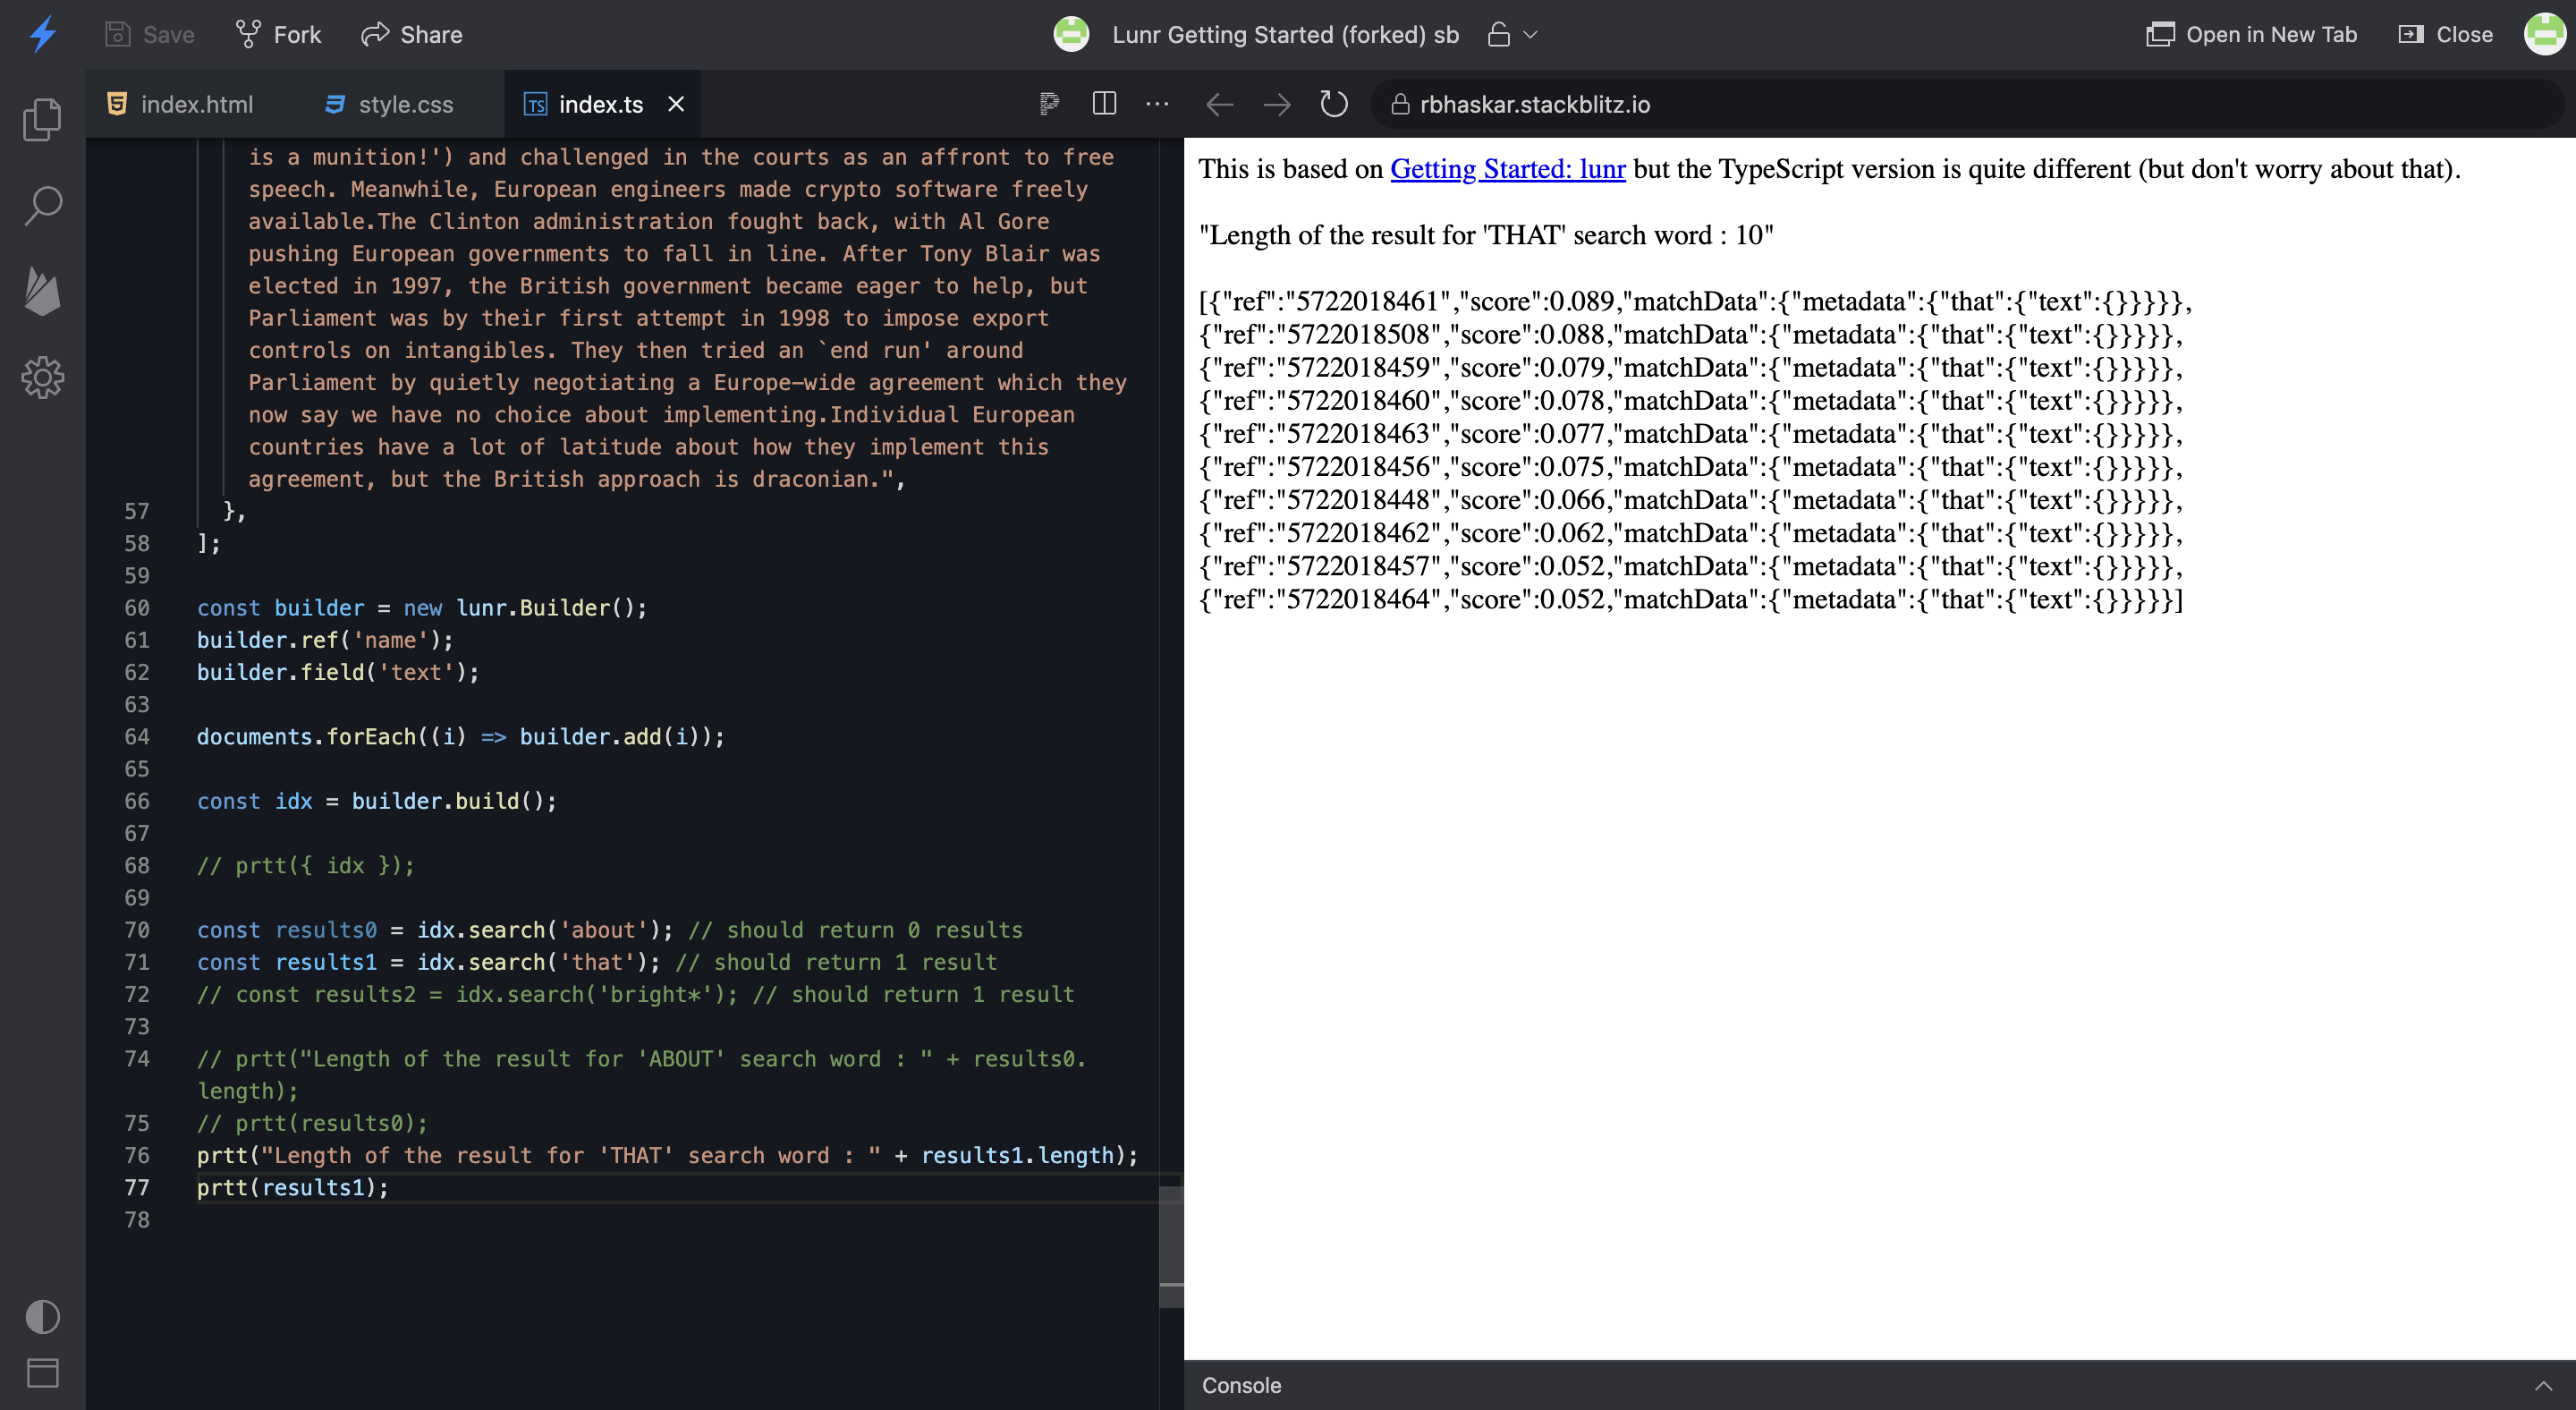 Save Fork Share Lunr Getting Started (forked) sb Open in New Tab Close
index.html style.css TS index.ts rbhaskar.stackblitz.io
is a munition!') and challenged in the courts as an affront to free
speech. Meanwhile, European engineers made crypto software freely
available.The Clinton administration fought back, with Al Gore
pushing European governments to fall in line. After Tony Blair was
elected in 1997, the British government became eager to help, but
Parliament was by their first attempt in 1998 to impose export
controls on intangibles. They then tried an `end run' around
Parliament by quietly negotiating a Europe-wide agreement which they
now say we have no choice about implementing.Individual European
countries have a lot of latitude about how they implement this
agreement, but the British approach is draconian.",
57 },
58 ];
59
60 const builder = new lunr.Builder();
61 builder.ref('name');
62 builder.field('text');
63
64 documents.forEach((i) => builder.add(i));
65
66 const idx = builder.build();
67
68 // prtt({ idx });
69
70 const results0 = idx.search('about'); // should return 0 results
71 const results1 = idx.search('that'); // should return 1 result
72 // const results2 = idx.search('bright*'); // should return 1 result
73
74 // prtt("Length of the result for 'ABOUT' search word : " + results0.
length);
75 // prtt(results0);
76 prtt("Length of the result for 'THAT' search word : " + results1.length);
77 prtt(results1);
78
This is based on Getting Started: lunr but the TypeScript version is quite different (but don't worry about that).
"Length of the result for 'THAT' search word : 10"
[{"ref":"5722018461","score":0.089,"matchData":{"metadata":{"that":{"text":{}}}}},
{"ref":"5722018508","score":0.088,"matchData":{"metadata":{"that":{"text":{}}}}},
{"ref":"5722018459","score":0.079,"matchData":{"metadata":{"that":{"text":{}}}}},
{"ref":"5722018460","score":0.078,"matchData":{"metadata":{"that":{"text":{}}}}},
{"ref":"5722018463","score":0.077,"matchData":{"metadata":{"that":{"text":{}}}}},
{"ref":"5722018456","score":0.075,"matchData":{"metadata":{"that":{"text":{}}}}},
{"ref":"5722018448","score":0.066,"matchData":{"metadata":{"that":{"text":{}}}}},
{"ref":"5722018462","score":0.062,"matchData":{"metadata":{"that":{"text":{}}}}},
{"ref":"5722018457","score":0.052,"matchData":{"metadata":{"that":{"text":{}}}}},
{"ref":"5722018464","score":0.052,"matchData":{"metadata":{"that":{"text":{}}}}}]
Console